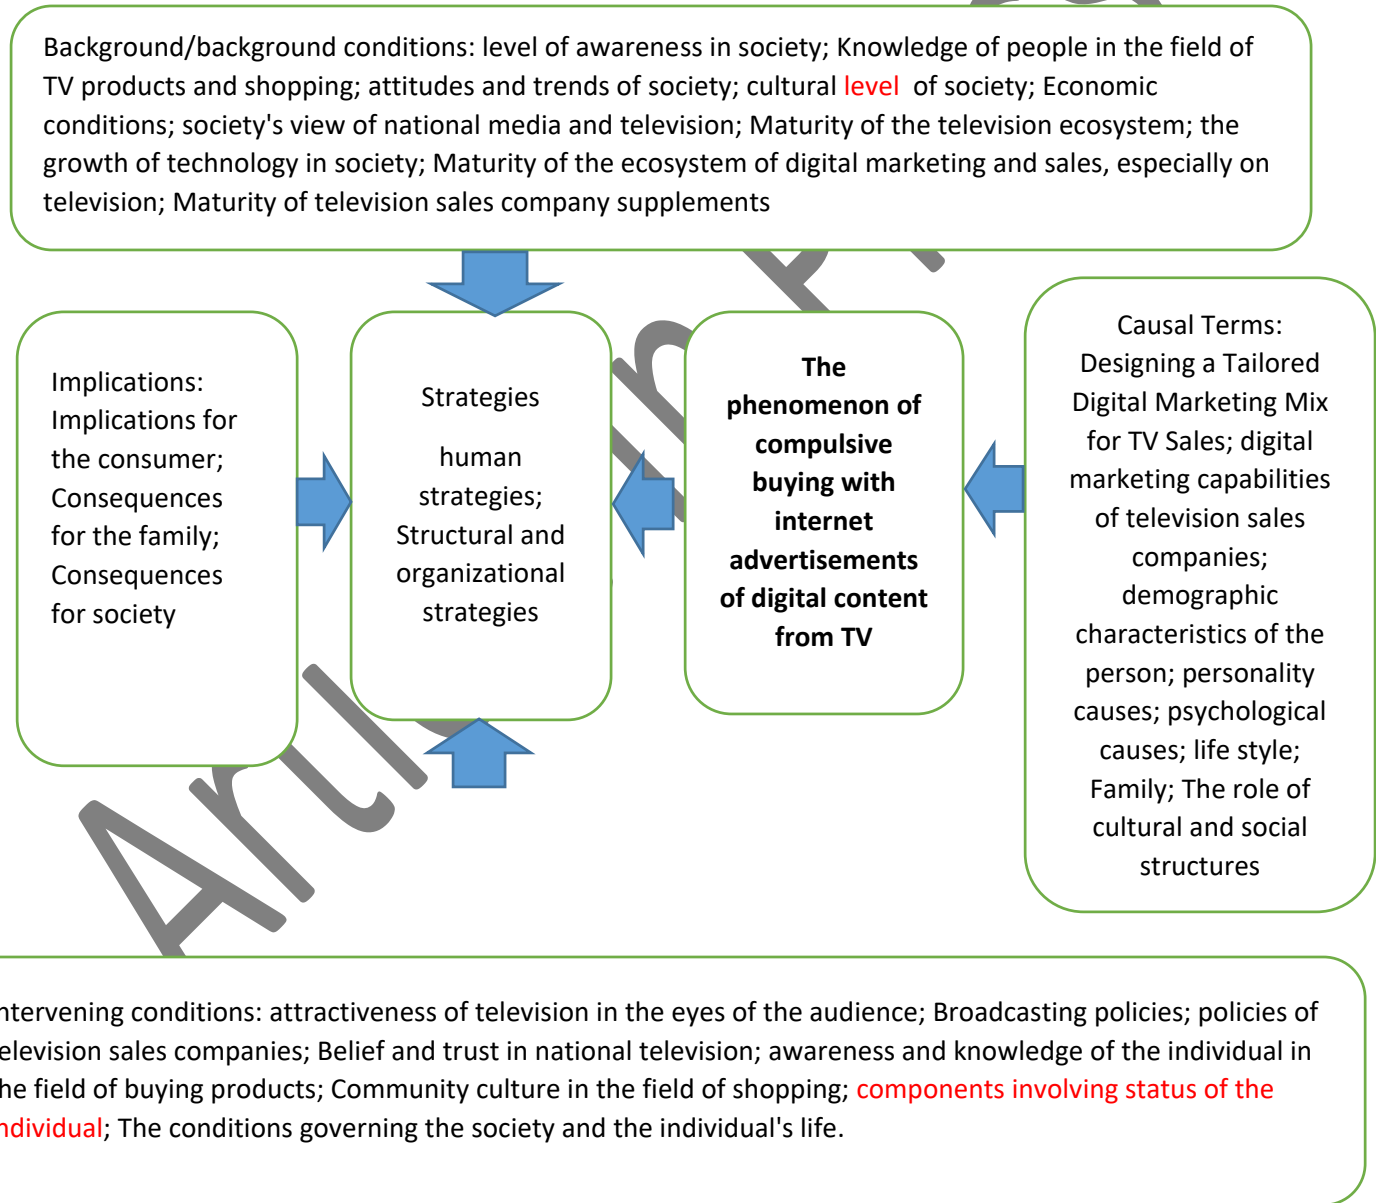 Background/background conditions: level of awareness in society; Knowledge of people in the field of
TV products and shopping; attitudes and trends of society; cultural level of society; Economic
conditions; society's view of national media and television; Maturity of the television ecosystem; the
growth of technology in society; Maturity of the ecosystem of digital marketing and sales, especially on
television; Maturity of television sales company supplements
Implications:
Implications for
the consumer;
Consequences
for the family;
Consequences
for society
Strategies
human
strategies;
Structural and
organizational
strategies
The
phenomenon of
compulsive
buying with
internet
advertisements
of digital content
from TV
Causal Terms:
Designing a Tailored
Digital Marketing Mix
for TV Sales; digital
marketing capabilities
of television sales
companies;
demographic
characteristics of the
person; personality
causes; psychological
causes; life style;
Family; The role of
cultural and social
structures
ntervening conditions: attractiveness of television in the eyes of the audience; Broadcasting policies; policies of
elevision sales companies; Belief and trust in national television; awareness and knowledge of the individual in
he field of buying products; Community culture in the field of shopping; components involving status of the
ndividual; The conditions governing the society and the individual's life.